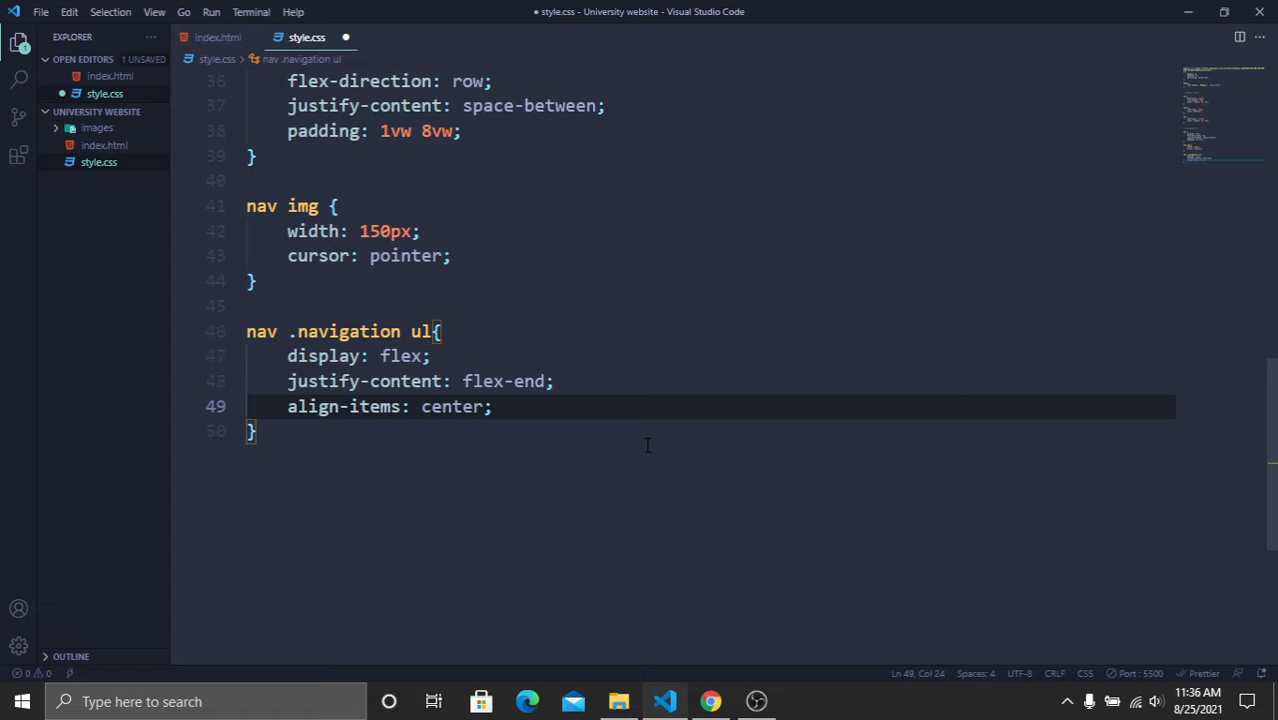 File Edit Selection View Go Run Terminal Help
● style.css - University website - Visual Studio Code
EXPLORER
OPEN EDITORS 1 UNSAVED
index.html
style.css
UNIVERSITY WEBSITE
images
index.html
style.css
OUTLINE
index.html style.css
style.css > nav .navigation ul
36 flex-direction: row;
37 justify-content: space-between;
38 padding: 1vw 8vw;
39 }
40
41 nav img {
42 width: 150px;
43 cursor: pointer;
44 }
45
46 nav .navigation ul{
47 display: flex;
48 justify-content: flex-end;
49 align-items: center;
50 }
0 0 Ln 49, Col 24 Spaces: 4 UTF-8 CRLF CSS Port : 5500 Prettier
Type here to search
11:36 AM
8/25/2021